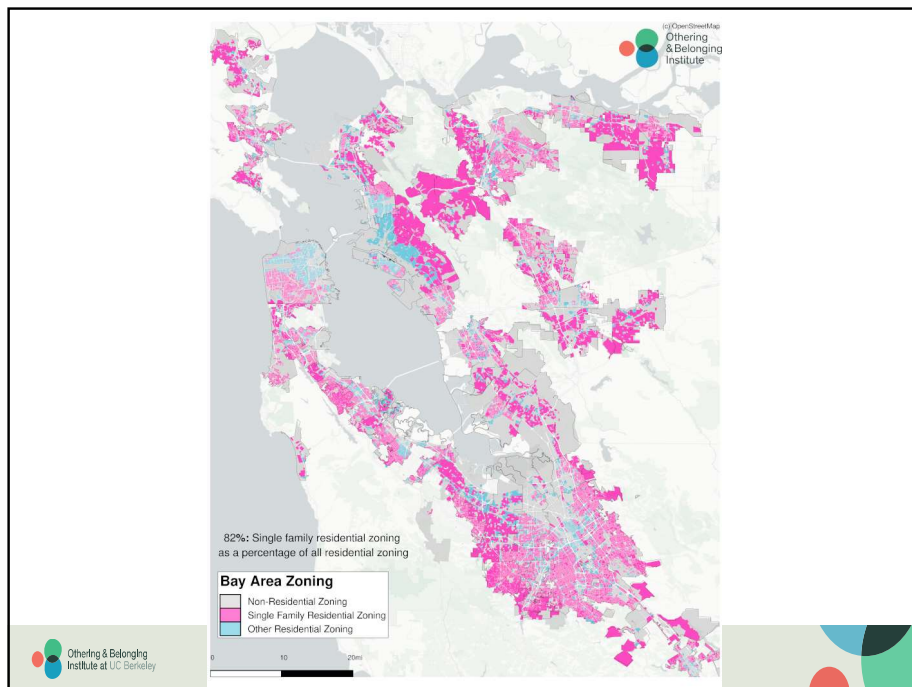 (c) OpenStreetMap
Othering
& Belonging
Institute
82%: Single family residential zoning
as a percentage of all residential zoning
Bay Area Zoning
Non-Residential Zoning
Single Family Residential Zoning
Other Residential Zoning
0 10 20mi
Othering & Belonging
Institute at UC Berkeley